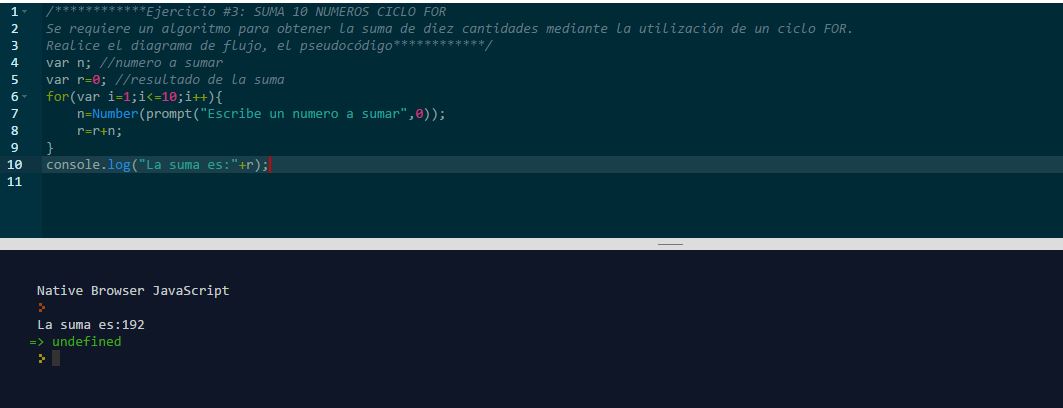 1 /************Ejercicio #3: SUMA 10 NUMEROS CICLO FOR
2 Se requiere un algoritmo para obtener la suma de diez cantidades mediante la utilización de un ciclo FOR.
3 Realice el diagrama de flujo, el pseudocódigo************/
4 var n; //numero a sumar
5 var r=0; //resultado de la suma
6 for(var i=1;i<=10;i++){
7     n=Number(prompt("Escribe un numero a sumar",0));
8     r=r+n;
9 }
10 console.log("La suma es:"+r);
11
Native Browser JavaScript
La suma es:192
=> undefined